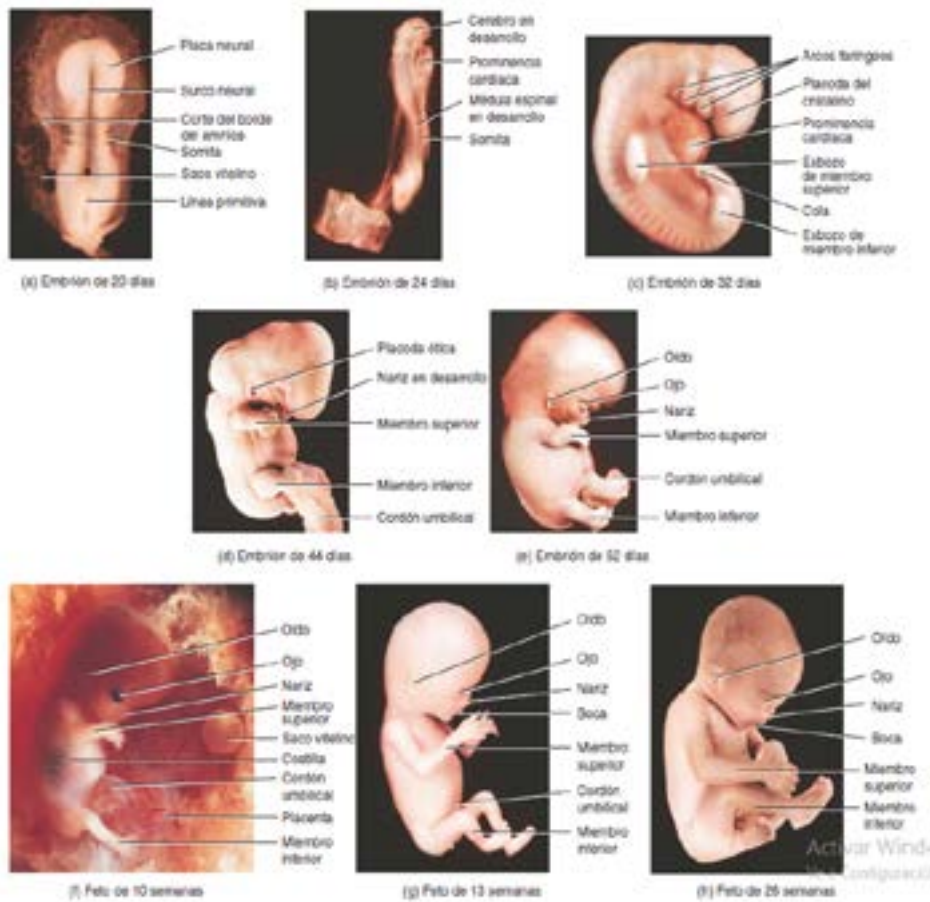 Placa neural
Surco neural
Corte del borde
del amnios
Somita
Saco vitelino
Línea primitiva
(a) Embrión de 20 días
Cerebro en
desarrollo
Prominencia
cardíaca
Médula espinal
en desarrollo
Somita
(b) Embrión de 24 días
Arcos faríngeos
Placoda del
cristalino
Prominencia
cardíaca
Esbozo
de miembro
superior
Cola
Esbozo de
miembro inferior
(c) Embrión de 32 días
Placoda ótica
Nariz en desarrollo
Miembro superior
Miembro inferior
Cordón umbilical
(d) Embrión de 44 días
Oído
Ojo
Nariz
Miembro superior
Cordón umbilical
Miembro inferior
(e) Embrión de 52 días
Oído
Ojo
Nariz
Miembro
superior
Saco vitelino
Costilla
Cordón
umbilical
Placenta
Miembro
inferior
(f) Feto de 10 semanas
Oído
Ojo
Nariz
Boca
Miembro
superior
Cordón
umbilical
Miembro
inferior
(g) Feto de 13 semanas
Oído
Ojo
Nariz
Boca
Miembro
superior
Miembro
inferior
(h) Feto de 26 semanas
Activar Wind